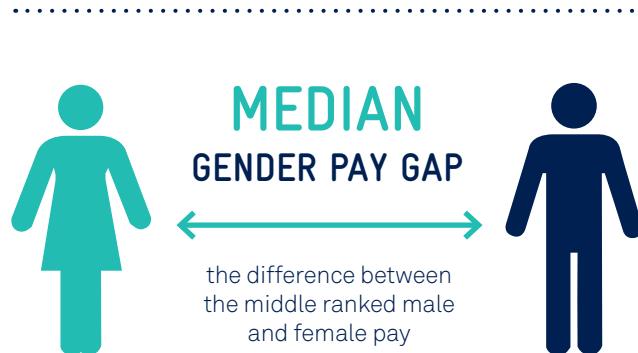 MEDIAN
GENDER PAY GAP
the difference between
the middle ranked male
and female pay